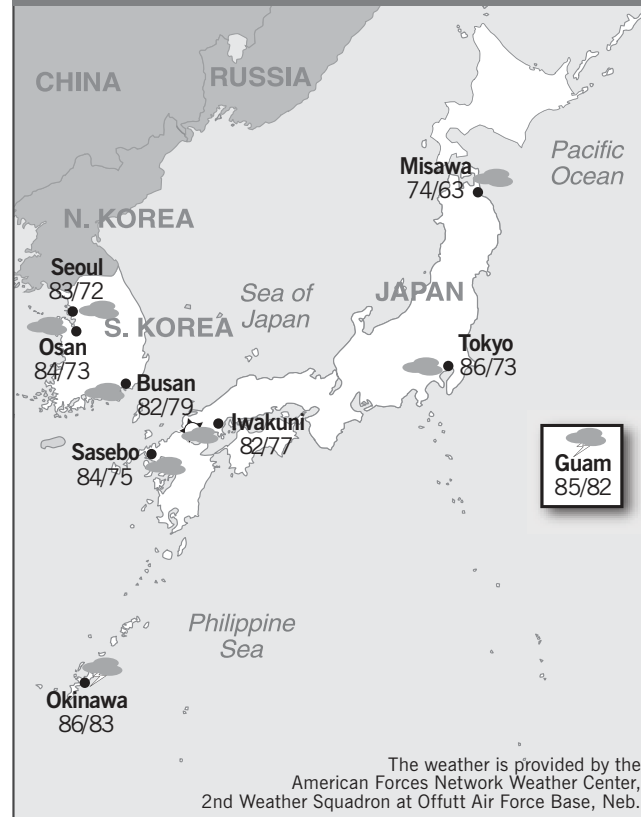 CHINA
RUSSIA
Pacific
Ocean
Misawa
74/63
N. KOREA
Seoul
83/72
Sea of
Japan
JAPAN
S. KOREA
Osan
84/73
Tokyo
86/73
Busan
82/79
Iwakuni
82/77
Sasebo
84/75
Guam
85/82
Philippine
Sea
Okinawa
86/83
The weather is provided by the
American Forces Network Weather Center,
2nd Weather Squadron at Offutt Air Force Base, Neb.